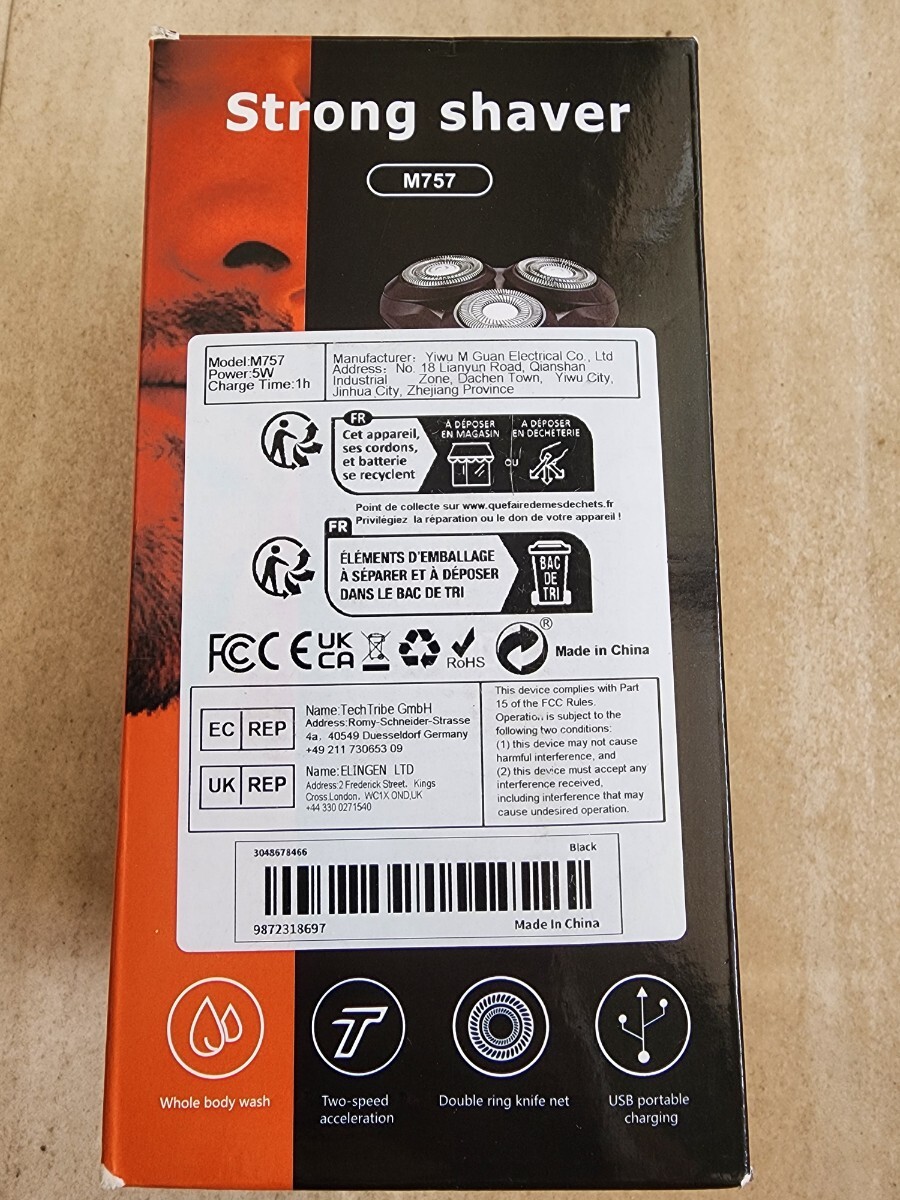 Strong shaver
M757
Model:M757
Power:5W
Charge Time:1h
Manufacturer: Yiwu M Guan Electrical Co., Ltd
Address: No. 18 Lianyun Road, Qianshan
Industrial Zone, Dachen Town, Yiwu City,
Jinhua City, Zhejiang Province
FR
Cet appareil,
ses cordons,
et batterie
se recyclent
À DÉPOSER
EN MAGASIN
OU
À DÉPOSER
EN DÉCHÈTERIE
Point de collecte sur www.quefairedemesdechets.fr
Privilégiez la réparation ou le don de votre appareil !
FR
ÉLÉMENTS D'EMBALLAGE
À SÉPARER ET À DÉPOSER
DANS LE BAC DE TRI
BAC
DE
TRI
FCC CE UK
CA
RoHS
®
Made in China
EC REP
Name:TechTribe GmbH
Address:Romy-Schneider-Strasse
4a, 40549 Duesseldorf Germany
+49 211 730653 09
UK REP
Name:ELINGEN LTD
Address:2 Frederick Street, Kings
Cross,London, WC1X OND,UK
+44 330 0271540
This device complies with Part
15 of the FCC Rules.
Operation is subject to the
following two conditions:
(1) this device may not cause
harmful interference, and
(2) this device must accept any
interference received,
including interference that may
cause undesired operation.
3048678466
Black
9872318697
Made In China
Whole body wash
Two-speed
acceleration
Double ring knife net
USB portable
charging